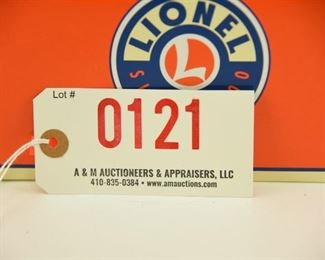 LIONEL
L
Lot #
0121
A & M AUCTIONEERS & APPRAISERS, LLC
410-835-0384 • www.amauctions.com